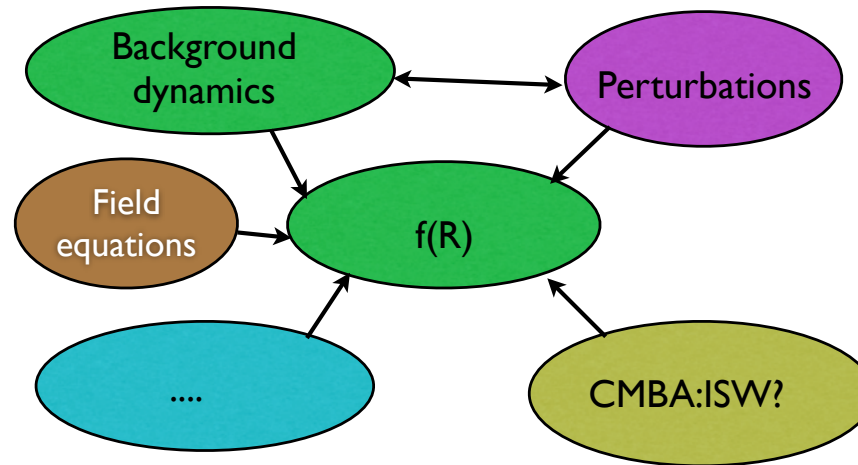 Background
dynamics
Perturbations
Field
equations
f(R)
....
CMBA:ISW?